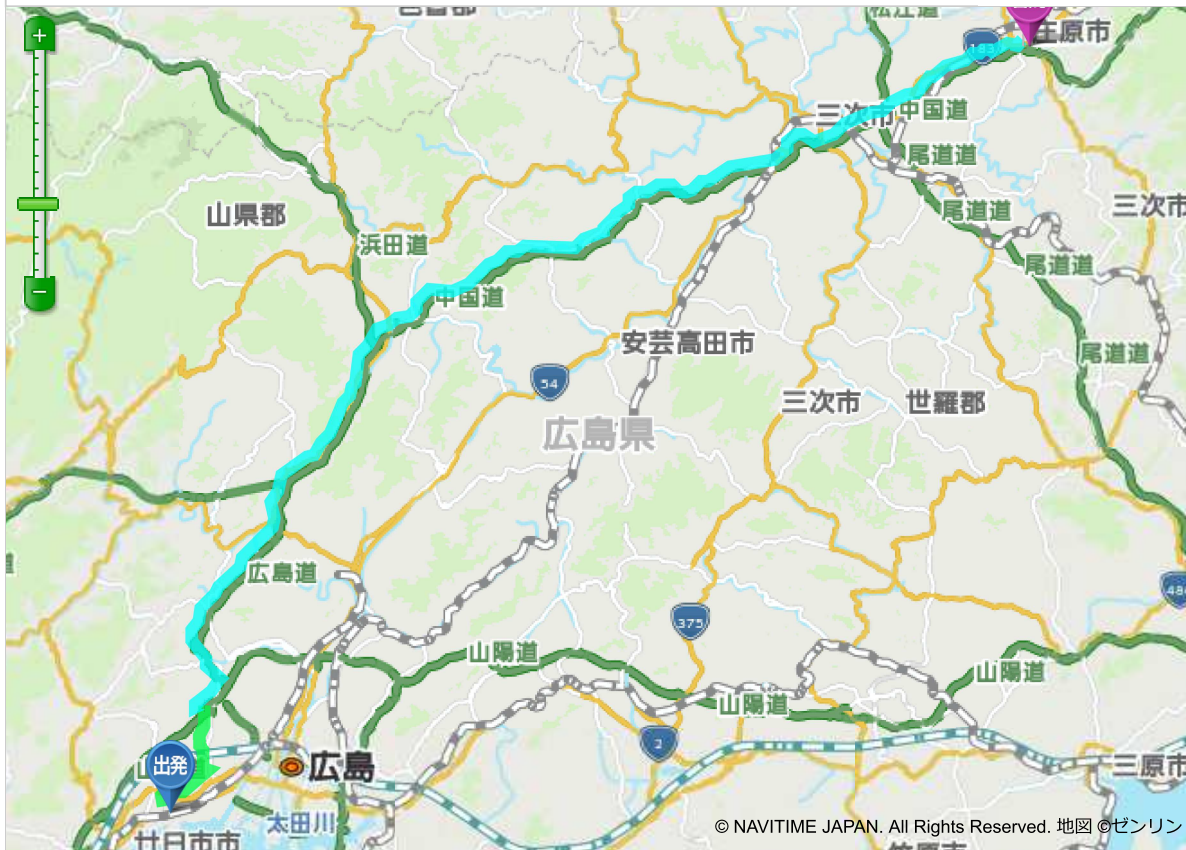 松江道
庄原市
183
三次市
中国道
尾道道
山県郡
三次市
尾道道
浜田道
尾道道
中国道
安芸高田市
尾道道
54
三次市
世羅郡
広島県
広島道
486
375
山陽道
山陽道
山陽道
2
出発
広島
三原市
太田川
廿日市市
© NAVITIME JAPAN. All Rights Reserved. 地図 ©ゼンリン